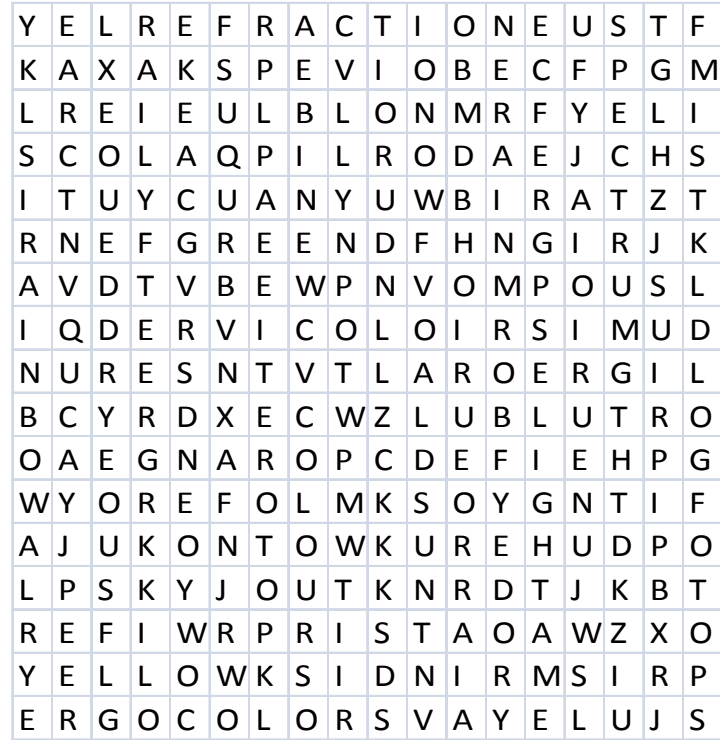 Y E L R E F R A C T I O N E U S T F
K A X A K S P E V I O B E C F P G M
L R E I E U L B L O N M R F Y E L I
S C O L A Q P I L R O D A E J C H S
I T U Y C U A N Y U W B I R A T Z T
R N E F G R E E N D F H N G I R J K
A V D T V B E W P N V O M P O U S L
I Q D E R V I C O L O I R S I M U D
N U R E S N T V T L A R O E R G I L
B C Y R D X E C W Z L U B L U T R O
O A E G N A R O P C D E F I E H P G
W Y O R E F O L M K S O Y G N T I F
A J U K O N T O W K U R E H U D P O
L P S K Y J O U T K N R D T J K B T
R E F I W R P R I S T A O A W Z X O
Y E L L O W K S I D N I R M S I R P
E R G O C O L O R S V A Y E L U J S